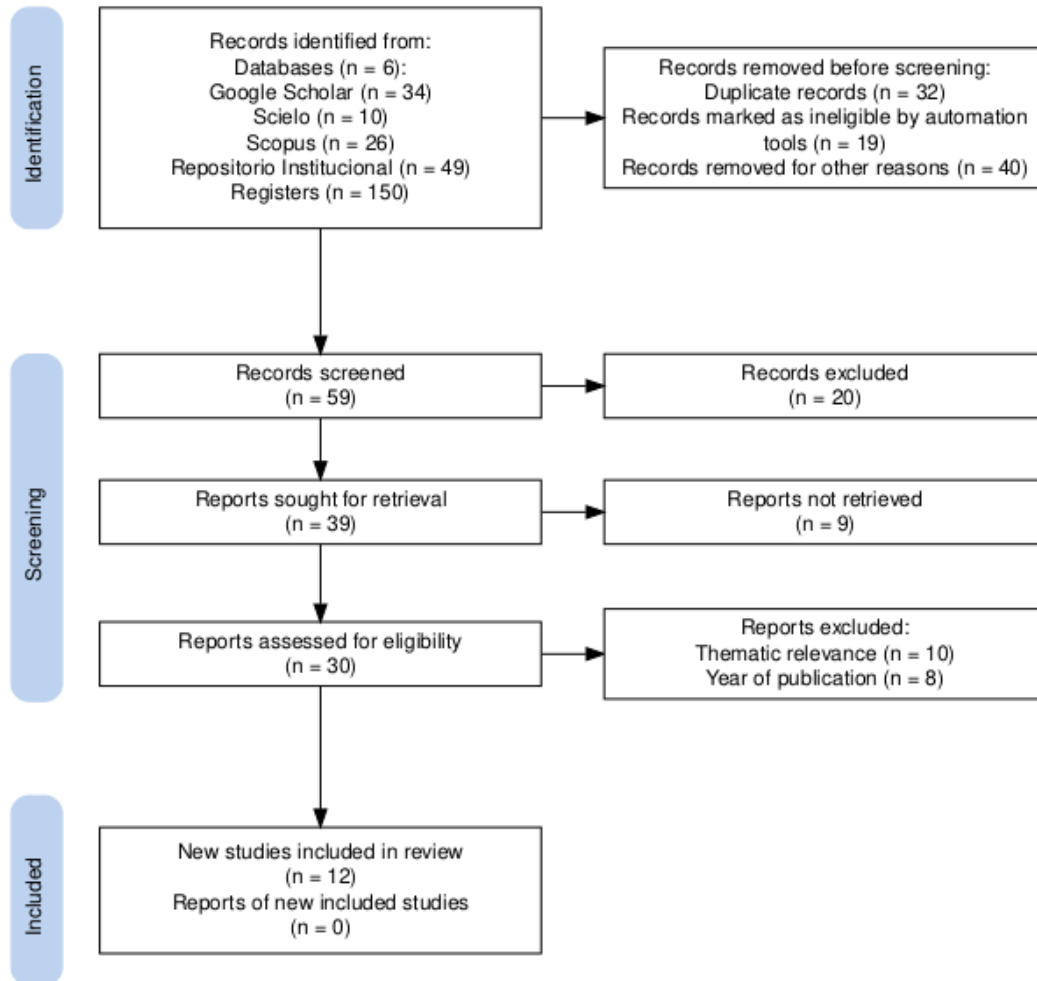 Identification
Records identified from:
Databases (n = 6):
Google Scholar (n = 34)
Scielo (n = 10)
Scopus (n = 26)
Repositorio Institucional (n = 49)
Registers (n = 150)
Records removed before screening:
Duplicate records (n = 32)
Records marked as ineligible by automation
tools (n = 19)
Records removed for other reasons (n = 40)
Screening
Records screened
(n = 59)
Records excluded
(n = 20)
Reports sought for retrieval
(n = 39)
Reports not retrieved
(n = 9)
Reports assessed for eligibility
(n = 30)
Reports excluded:
Thematic relevance (n = 10)
Year of publication (n = 8)
Included
New studies included in review
(n = 12)
Reports of new included studies
(n = 0)